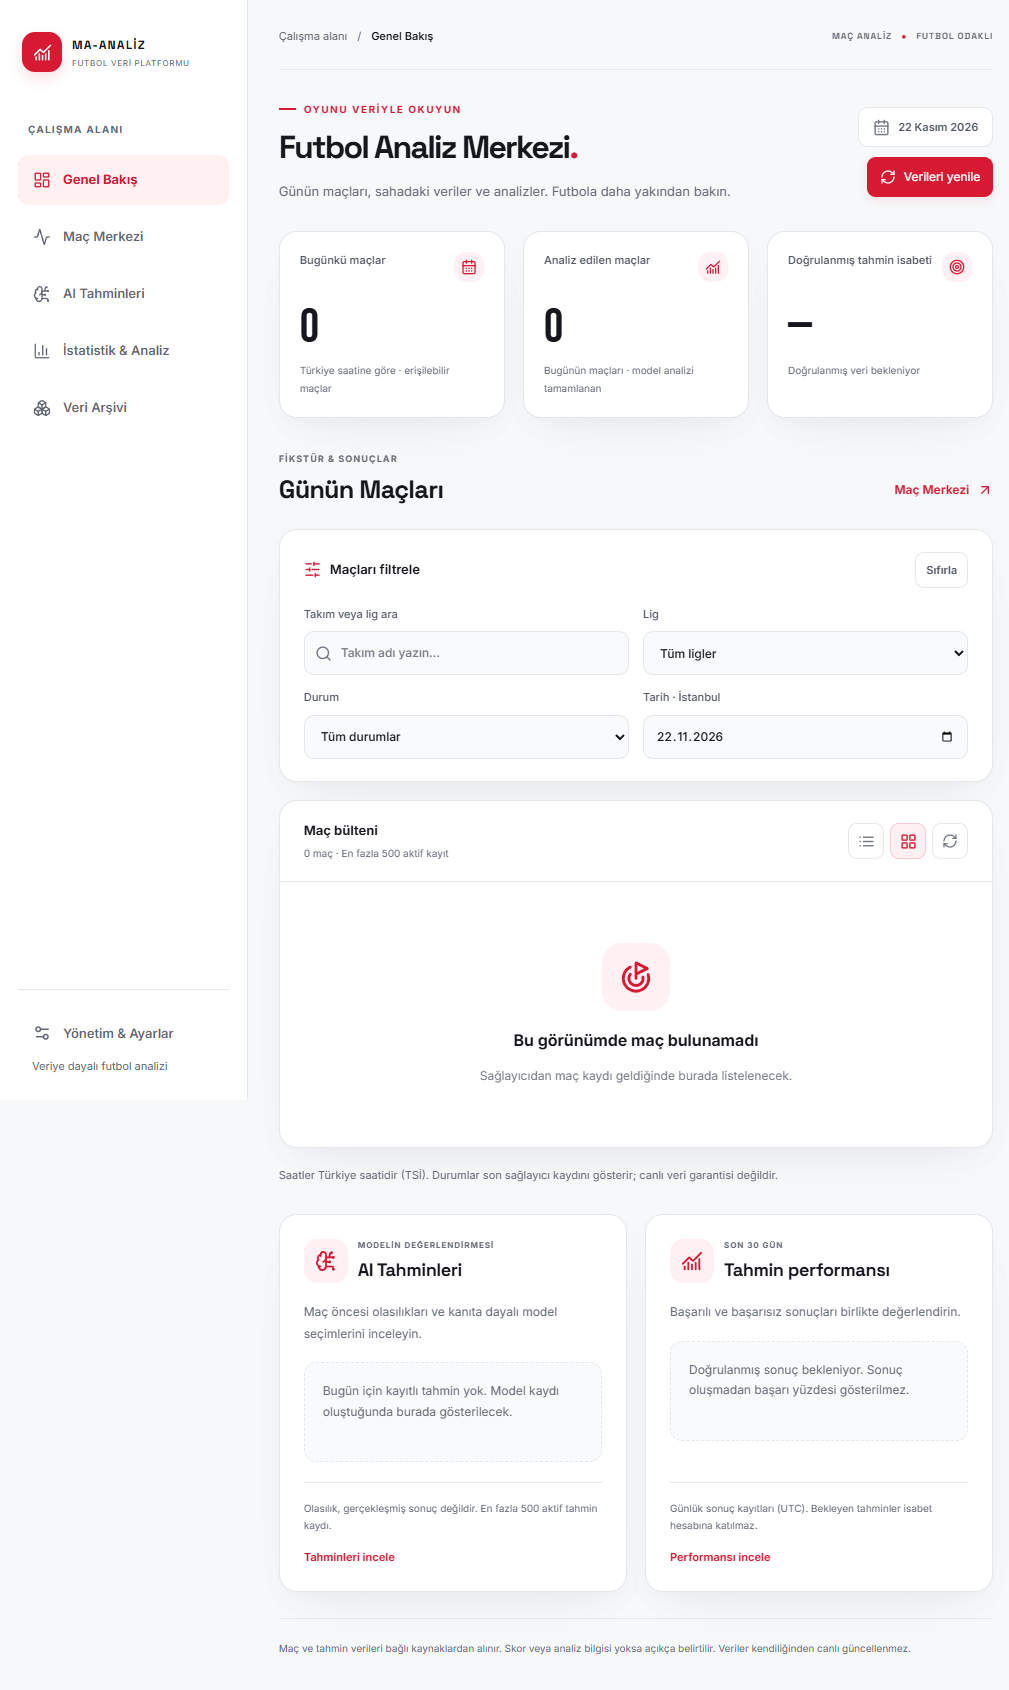 MA-ANALİZ
FUTBOL VERİ PLATFORMU
ÇALIŞMA ALANI
Genel Bakış
Maç Merkezi
AI Tahminleri
İstatistik & Analiz
Veri Arşivi
Yönetim & Ayarlar
Veriye dayalı futbol analizi
Çalışma alanı / Genel Bakış
MAÇ ANALİZ • FUTBOL ODAKLI
OYUNU VERİYLE OKUYUN
Futbol Analiz Merkezi.
Günün maçları, sahadaki veriler ve analizler. Futbola daha yakından bakın.
22 Kasım 2026
Verileri yenile
Bugünkü maçlar
0
Türkiye saatine göre · erişilebilir
maçlar
Analiz edilen maçlar
0
Bugünün maçları · model analizi
tamamlanan
Doğrulanmış tahmin isabeti
—
Doğrulanmış veri bekleniyor
FİKSTÜR & SONUÇLAR
Günün Maçları
Maç Merkezi
Maçları filtrele
Sıfırla
Takım veya lig ara
Takım adı yazın...
Lig
Tüm ligler
Durum
Tüm durumlar
Tarih · İstanbul
22.11.2026
Maç bülteni
0 maç · En fazla 500 aktif kayıt
Bu görünümde maç bulunamadı
Sağlayıcıdan maç kaydı geldiğinde burada listelenecek.
Saatler Türkiye saatidir (TSİ). Durumlar son sağlayıcı kaydını gösterir; canlı veri garantisi değildir.
MODELİN DEĞERLENDİRMESİ
AI Tahminleri
Maç öncesi olasılıkları ve kanıta dayalı model
seçimlerini inceleyin.
Bugün için kayıtlı tahmin yok. Model kaydı
oluştuğunda burada gösterilecek.
Olasılık, gerçekleşmiş sonuç değildir. En fazla 500 aktif tahmin
kaydı.
Tahminleri incele
SON 30 GÜN
Tahmin performansı
Başarılı ve başarısız sonuçları birlikte değerlendirin.
Doğrulanmış sonuç bekleniyor. Sonuç
oluşmadan başarı yüzdesi gösterilmez.
Günlük sonuç kayıtları (UTC). Bekleyen tahminler isabet
hesabına katılmaz.
Performansı incele
Maç ve tahmin verileri bağlı kaynaklardan alınır. Skor veya analiz bilgisi yoksa açıkça belirtilir. Veriler kendiliğinden canlı güncellenmez.